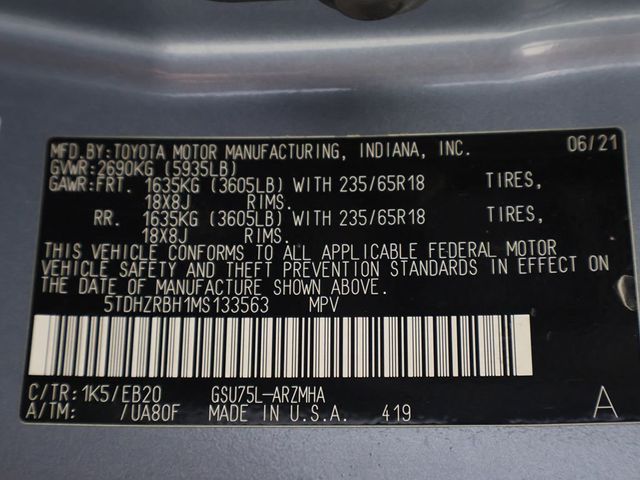 MFD.BY:TOYOTA MOTOR MANUFACTURING, INDIANA, INC. 06/21
GVWR:2690KG (5935LB)
GAWR:FRT. 1635KG (3605LB) WITH 235/65R18 TIRES,
18X8J RIMS.
RR. 1635KG (3605LB) WITH 235/65R18 TIRES,
18X8J RIMS.
THIS VEHICLE CONFORMS TO ALL APPLICABLE FEDERAL MOTOR
VEHICLE SAFETY AND THEFT PREVENTION STANDARDS IN EFFECT ON
THE DATE OF MANUFACTURE SHOWN ABOVE.
5TDHZRBH1MS133563 MPV
C/TR:1K5/EB20 GSU75L-ARZMHA
A/TM: /UA80F MADE IN U.S.A. 419 A